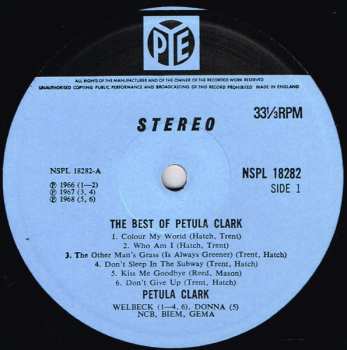 PYE
ALL RIGHTS OF THE MANUFACTURER AND OF THE OWNER OF THE RECORDED WORK RESERVED
UNAUTHORISED COPYING PUBLIC PERFORMANCE AND BROADCASTING OF THIS RECORD PROHIBITED · MADE IN ENGLAND
STEREO
33⅓RPM
NSPL 18282-A
Ⓟ 1966 (1—2)
Ⓟ 1967 (3, 4)
Ⓟ 1968 (5, 6)
NSPL 18282
SIDE 1
THE BEST OF PETULA CLARK
1. Colour My World (Hatch, Trent)
2. Who Am I (Hatch, Trent)
3. The Other Man's Grass (Is Always Greener) (Trent, Hatch)
4. Don't Sleep In The Subway (Trent, Hatch)
5. Kiss Me Goodbye (Reed, Mason)
6. Don't Give Up (Trent, Hatch)
PETULA CLARK
WELBECK (1—4, 6), DONNA (5)
NCB, BIEM, GEMA